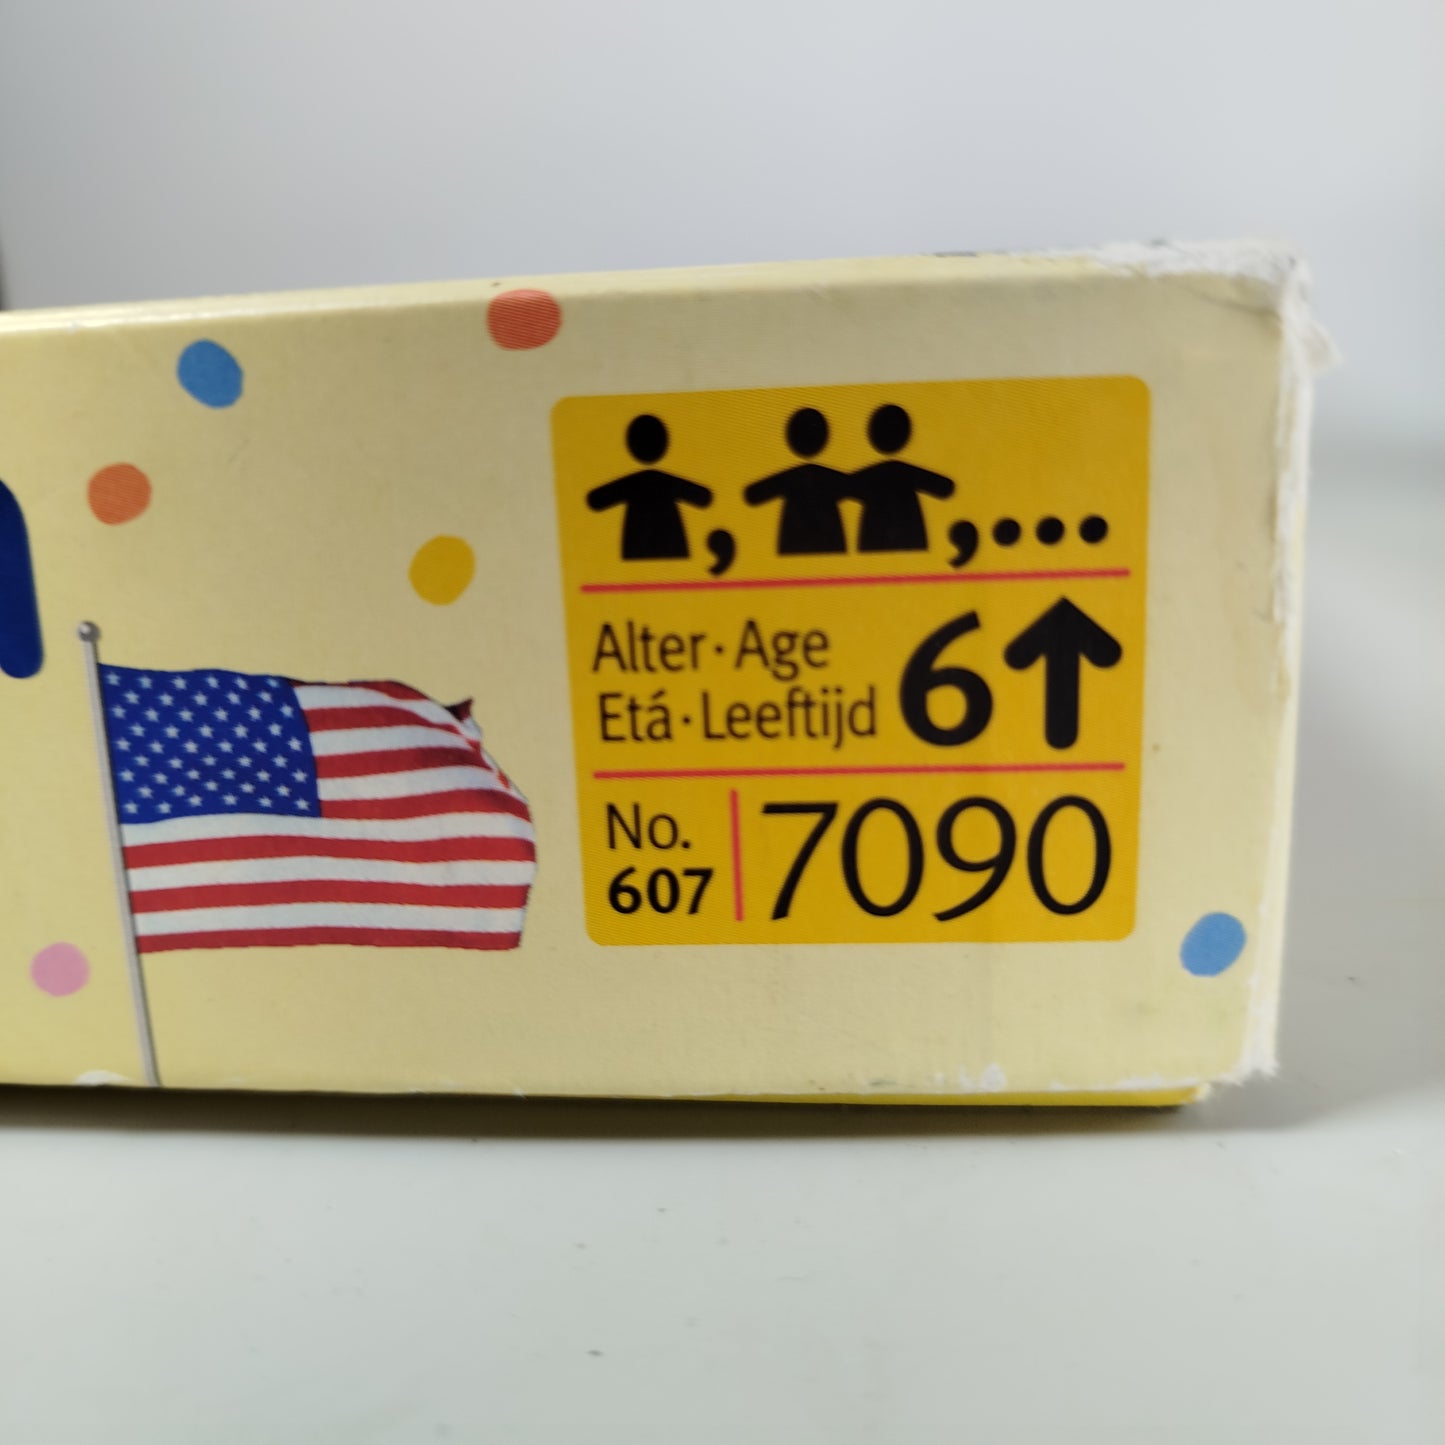 Alter · Age 6↑
Etá · Leeftijd
No. 607 | 7090